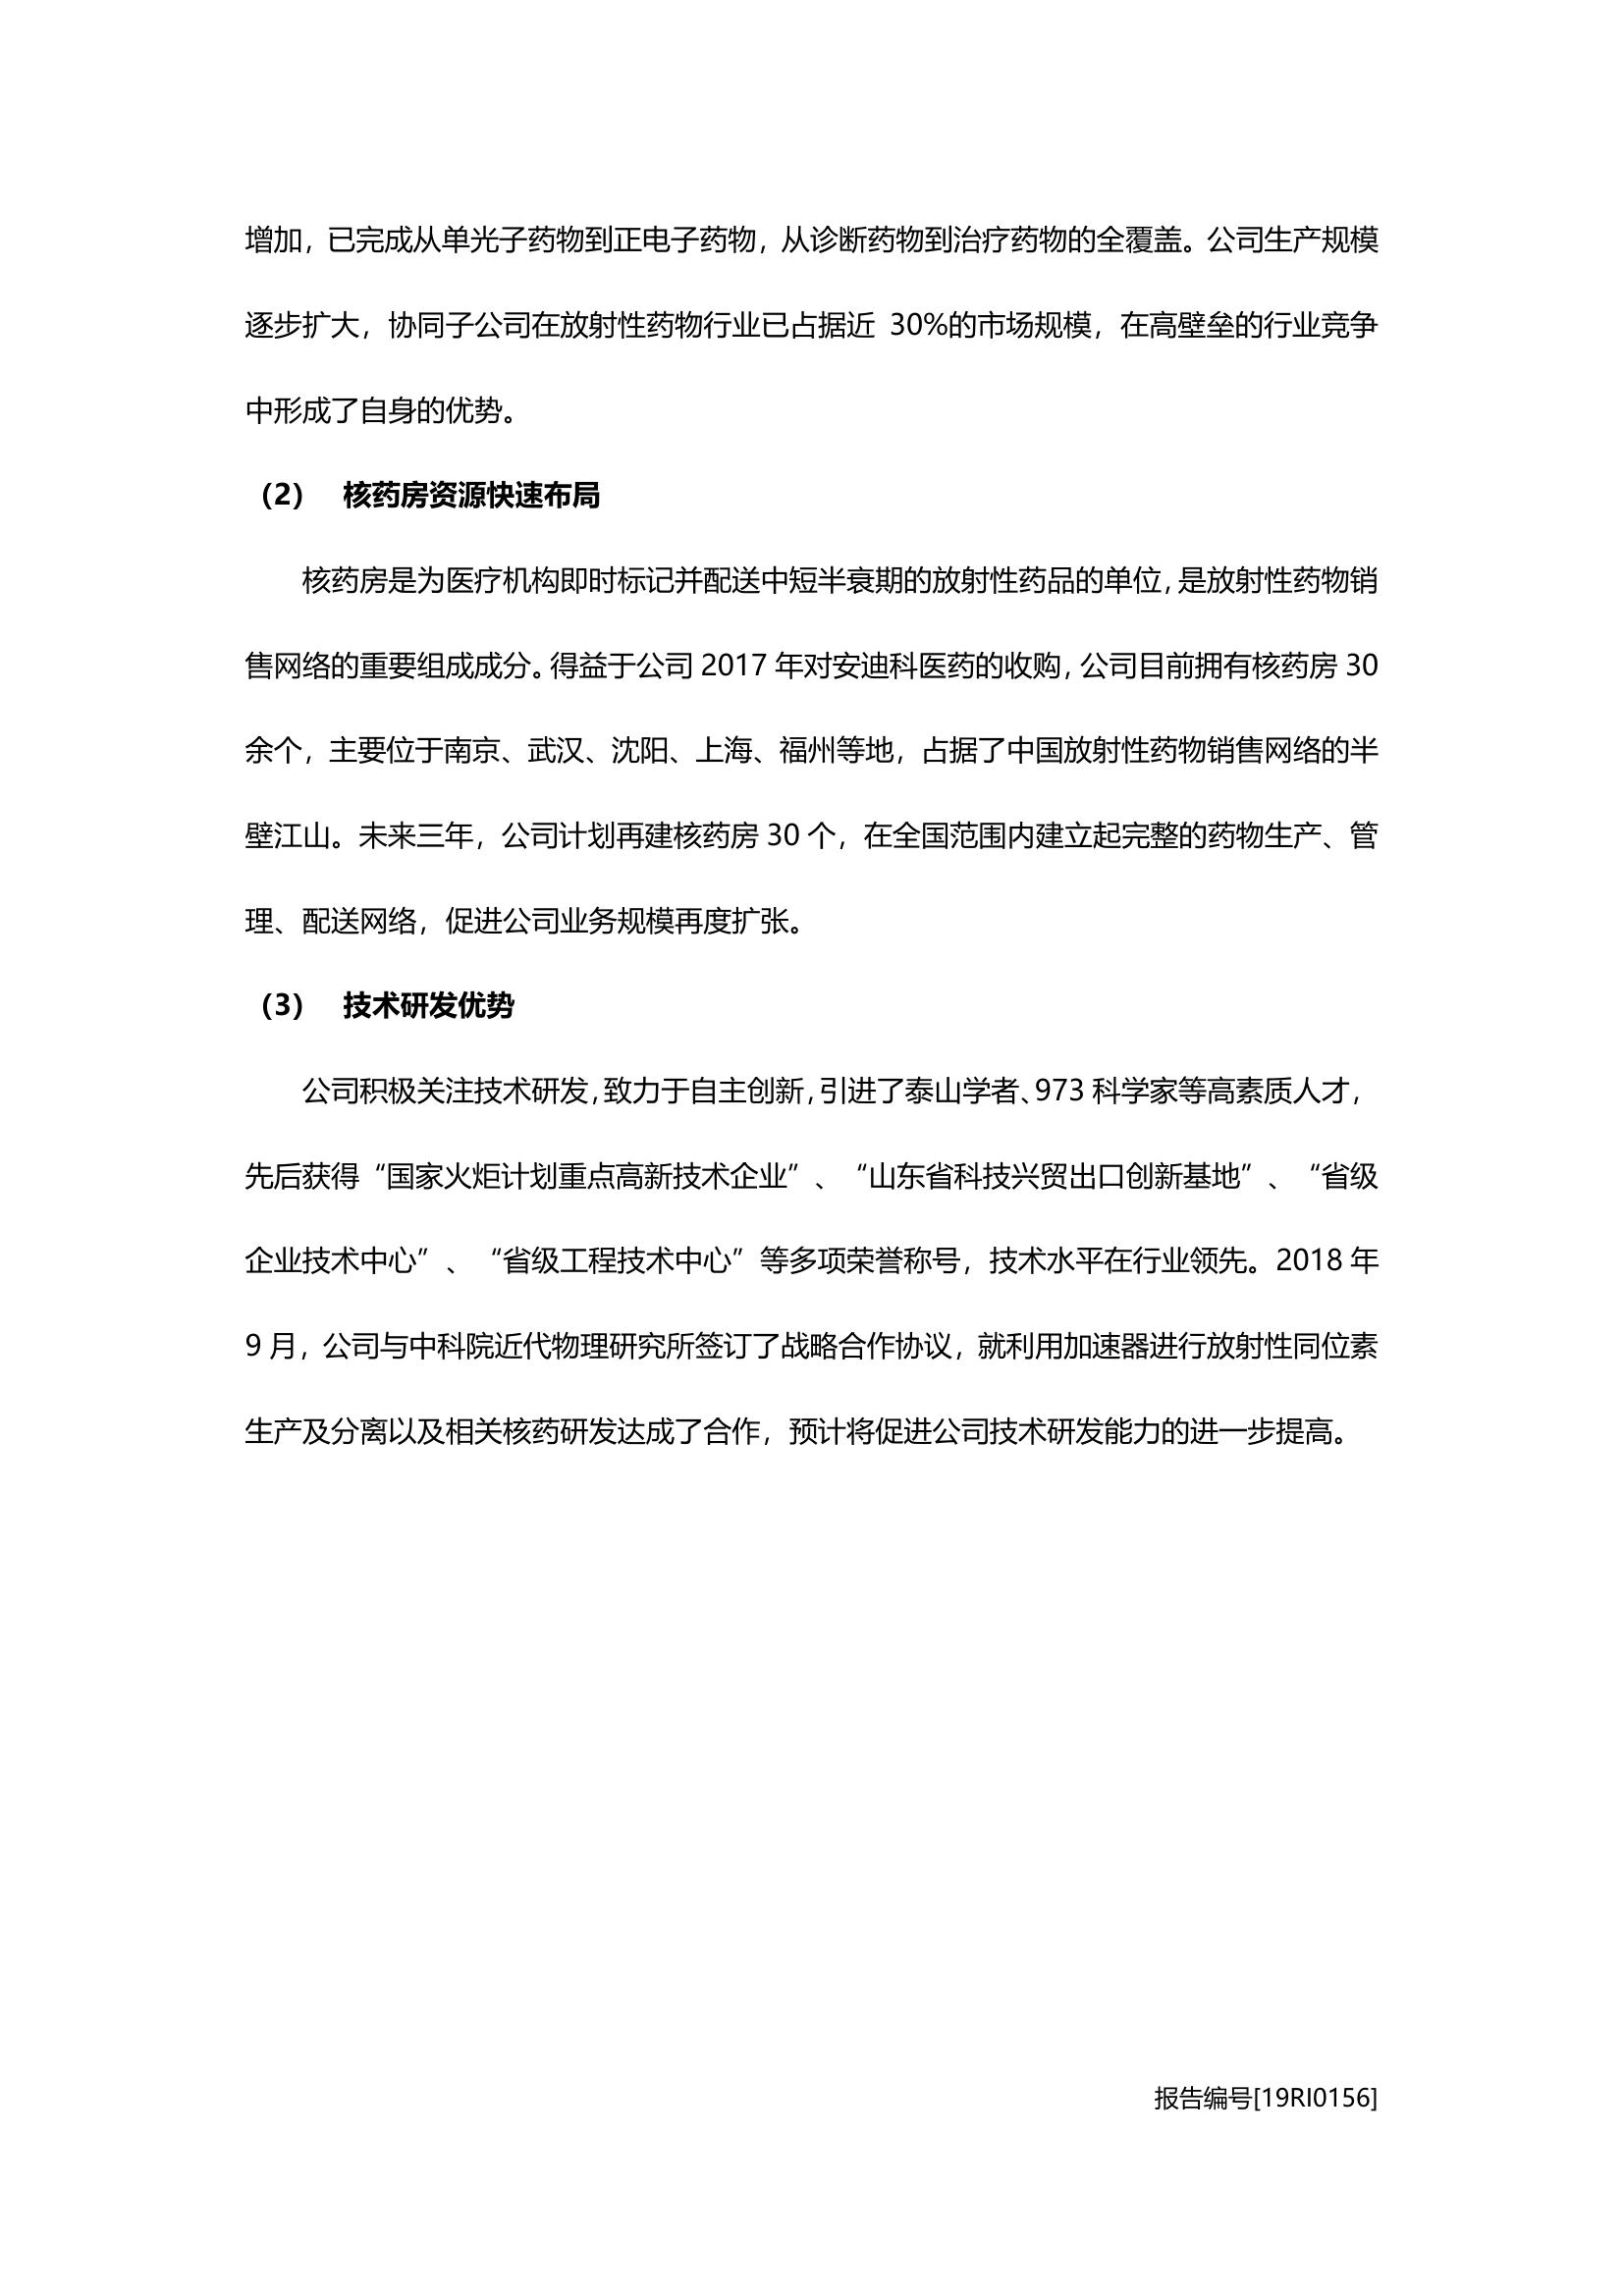 增加，已完成从单光子药物到正电子药物，从诊断药物到治疗药物的全覆盖。公司生产规模
逐步扩大，协同子公司在放射性药物行业已占据近 30%的市场规模，在高壁垒的行业竞争
中形成了自身的优势。
（2） 核药房资源快速布局
核药房是为医疗机构即时标记并配送中短半衰期的放射性药品的单位，是放射性药物销
售网络的重要组成成分。得益于公司 2017 年对安迪科医药的收购，公司目前拥有核药房 30
余个，主要位于南京、武汉、沈阳、上海、福州等地，占据了中国放射性药物销售网络的半
壁江山。未来三年，公司计划再建核药房 30 个，在全国范围内建立起完整的药物生产、管
理、配送网络，促进公司业务规模再度扩张。
（3） 技术研发优势
公司积极关注技术研发，致力于自主创新，引进了泰山学者、973 科学家等高素质人才，
先后获得“国家火炬计划重点高新技术企业”、“山东省科技兴贸出口创新基地”、“省级
企业技术中心”、“省级工程技术中心”等多项荣誉称号，技术水平在行业领先。2018 年
9 月，公司与中科院近代物理研究所签订了战略合作协议，就利用加速器进行放射性同位素
生产及分离以及相关核药研发达成了合作，预计将促进公司技术研发能力的进一步提高。
报告编号[19RI0156]